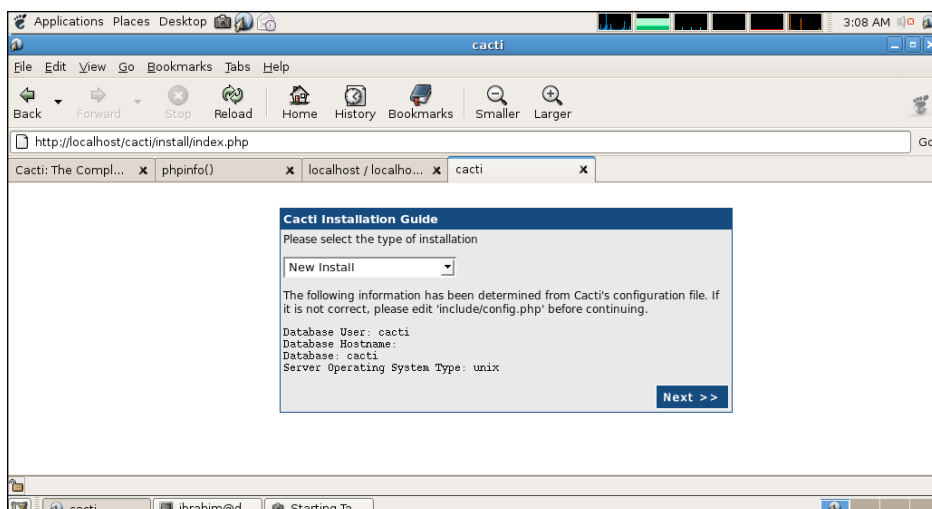 Applications Places Desktop 3:08 AM
cacti
File Edit View Go Bookmarks Tabs Help
Back Forward Stop Reload Home History Bookmarks Smaller Larger
http://localhost/cacti/install/index.php Go
Cacti: The Compl... phpinfo() localhost / localho... cacti
Cacti Installation Guide
Please select the type of installation
New Install
The following information has been determined from Cacti's configuration file. If
it is not correct, please edit 'include/config.php' before continuing.
Database User: cacti
Database Hostname:
Database: cacti
Server Operating System Type: unix
Next >>
cacti ibrahim@d... Starting Ta...